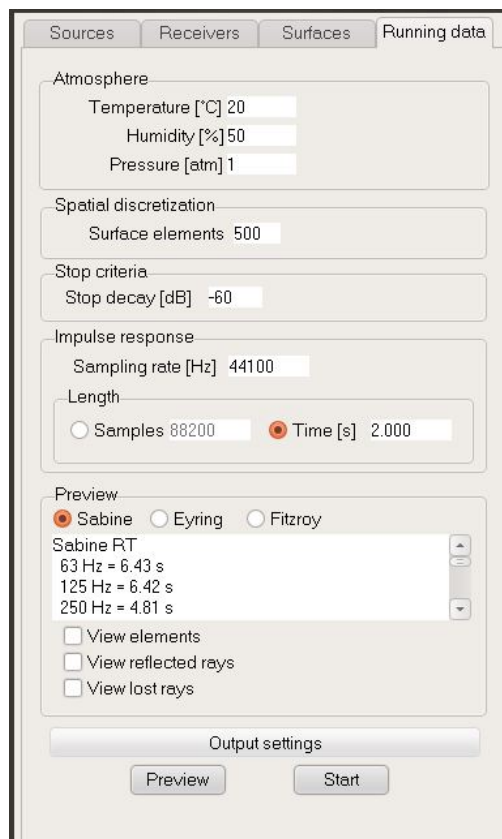 Sources Receivers Surfaces Running data
Atmosphere
Temperature [°C] 20
Humidity [%] 50
Pressure [atm] 1
Spatial discretization
Surface elements 500
Stop criteria
Stop decay [dB] -60
Impulse response
Sampling rate [Hz] 44100
Length
Samples 88200 Time [s] 2.000
Preview
Sabine Eyring Fitzroy
Sabine RT
63 Hz = 6.43 s
125 Hz = 6.42 s
250 Hz = 4.81 s
View elements
View reflected rays
View lost rays
Output settings
Preview Start